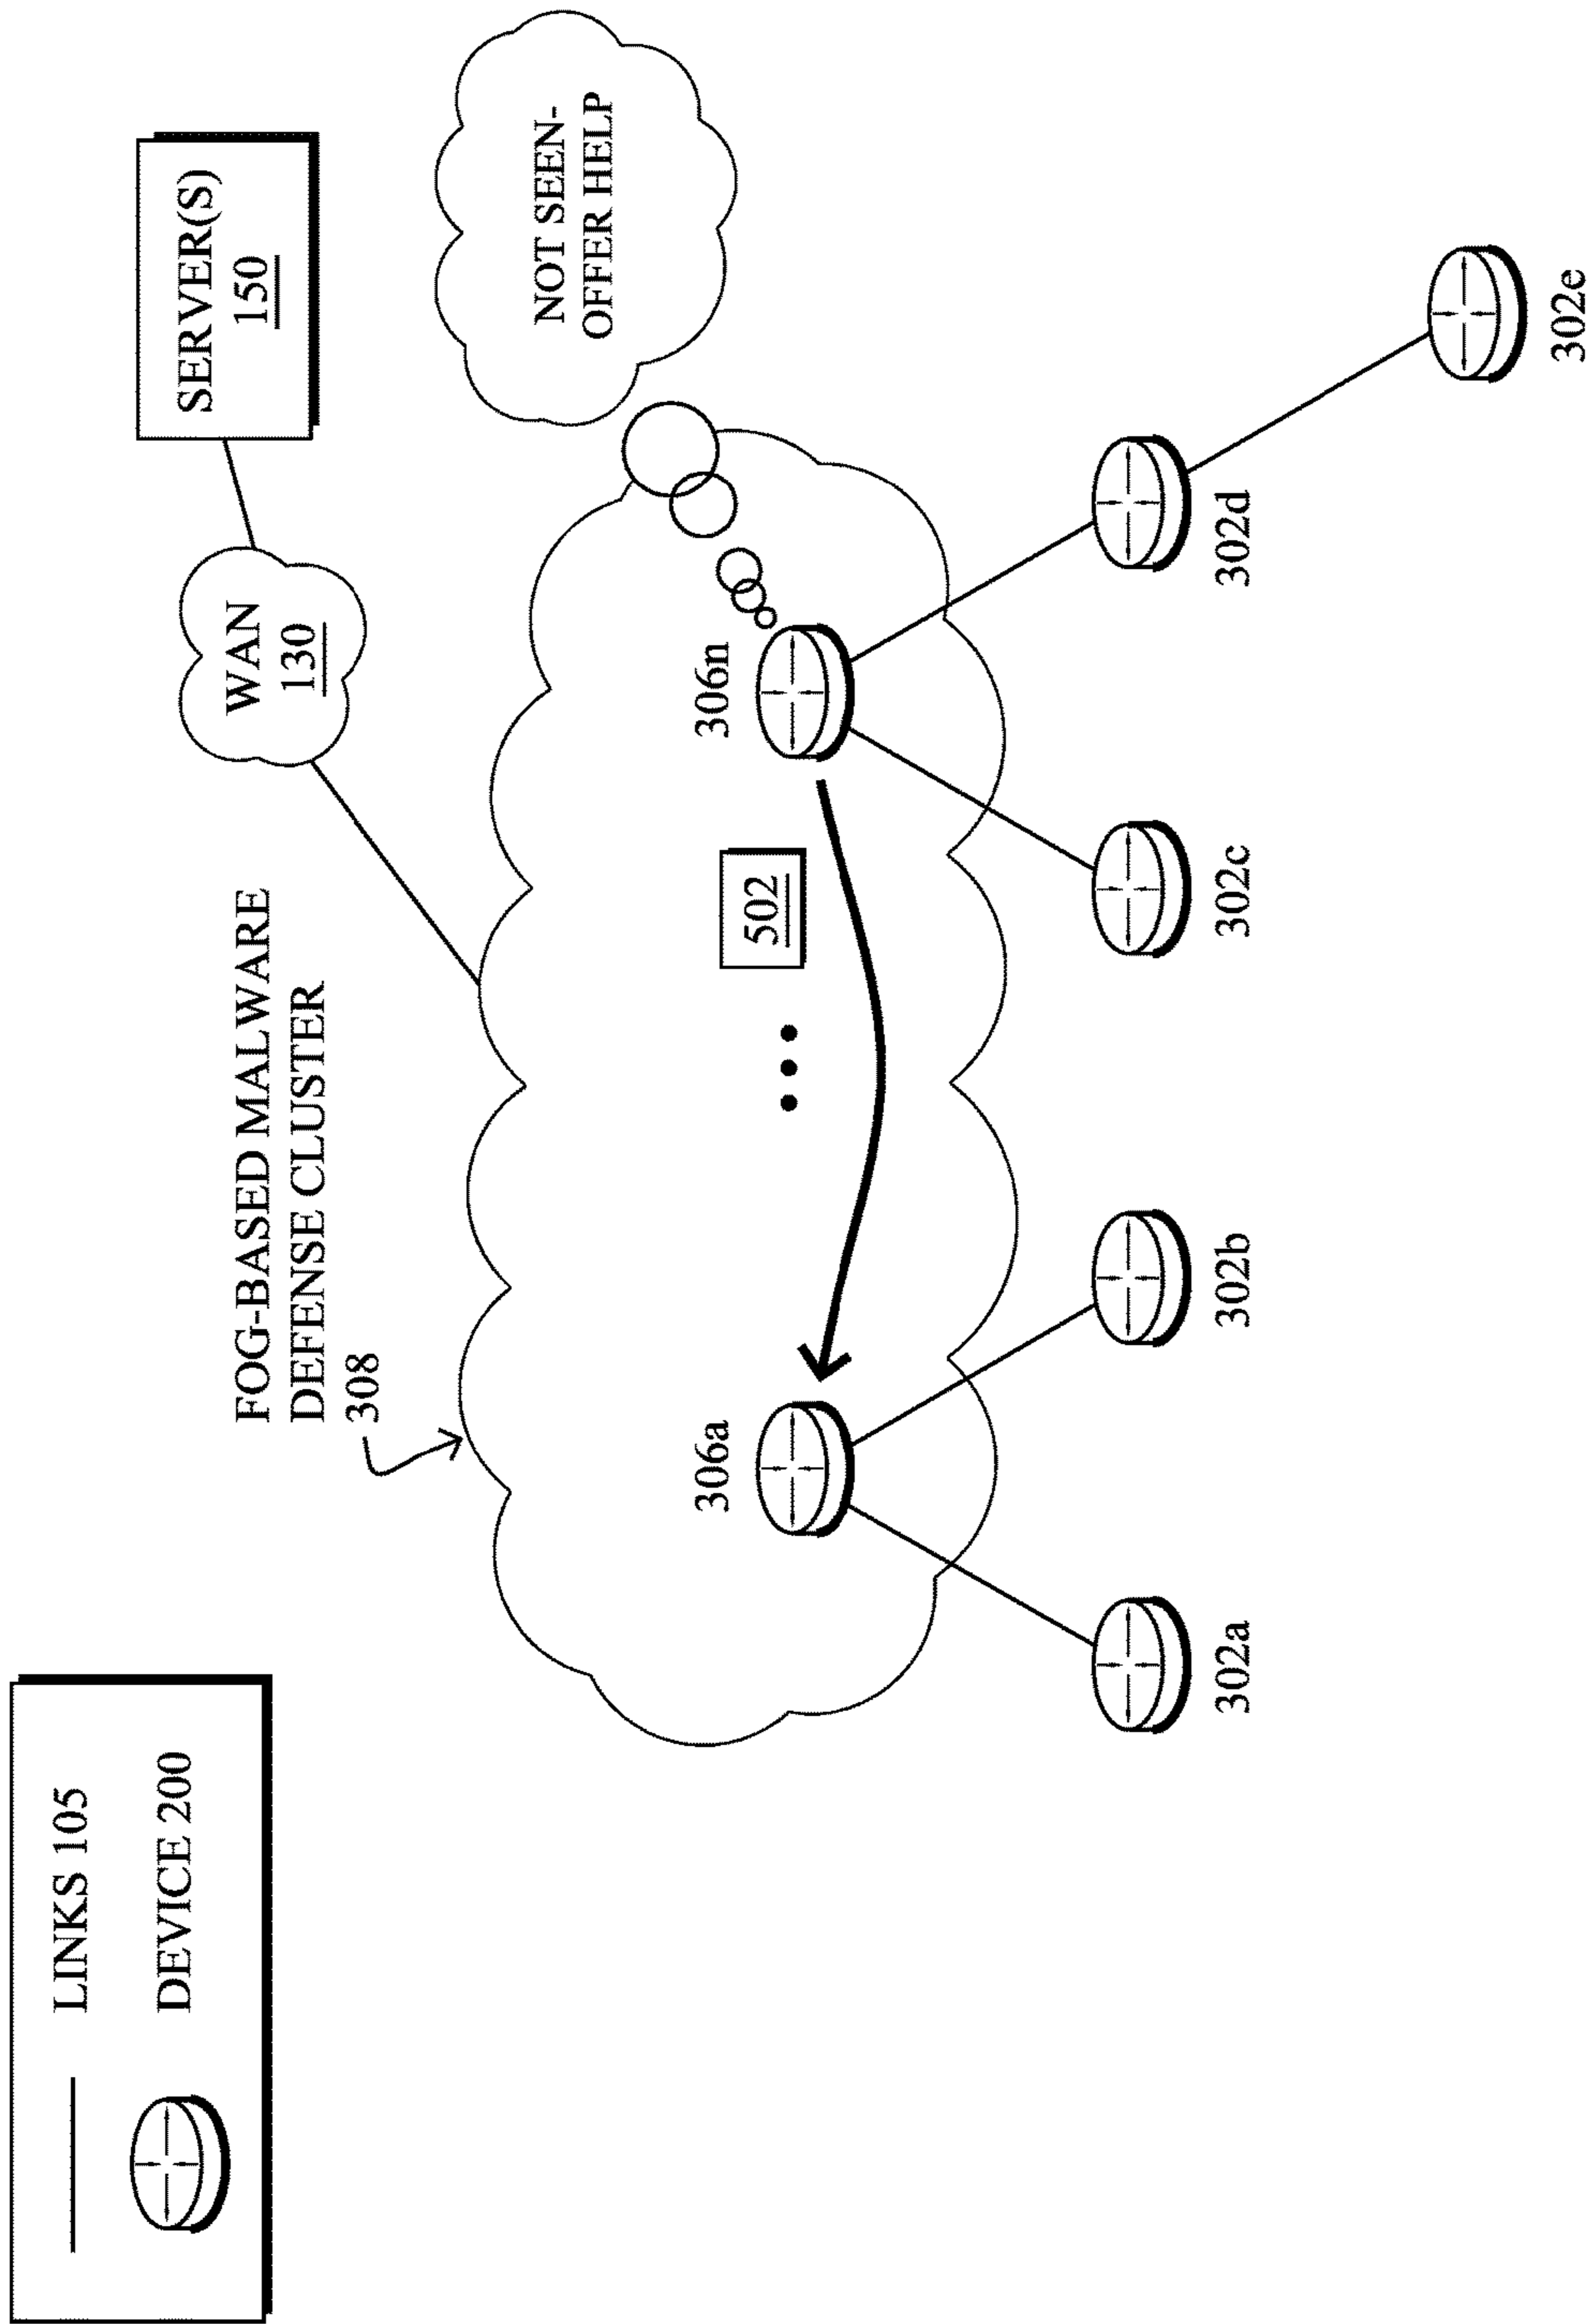 LINKS 105
DEVICE 200
SERVER(S)
150
WAN
130
FOG-BASED MALWARE
DEFENSE CLUSTER
308
NOT SEEN-
OFFER HELP
306a
306n
502
302a
302b
302c
302d
302e